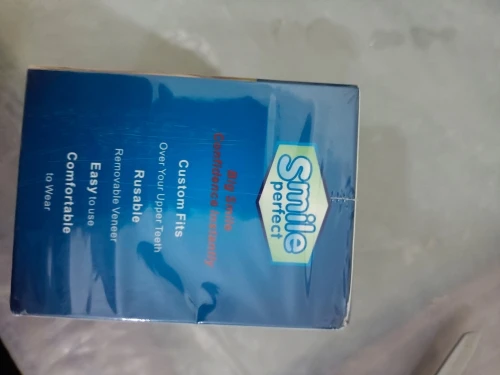 Smile
perfect
Big Smile
Confidence Instantly
Custom Fits
Over Your Upper Teeth
Rusable
Removable Veneer
Easy to use
Comfortable
to Wear